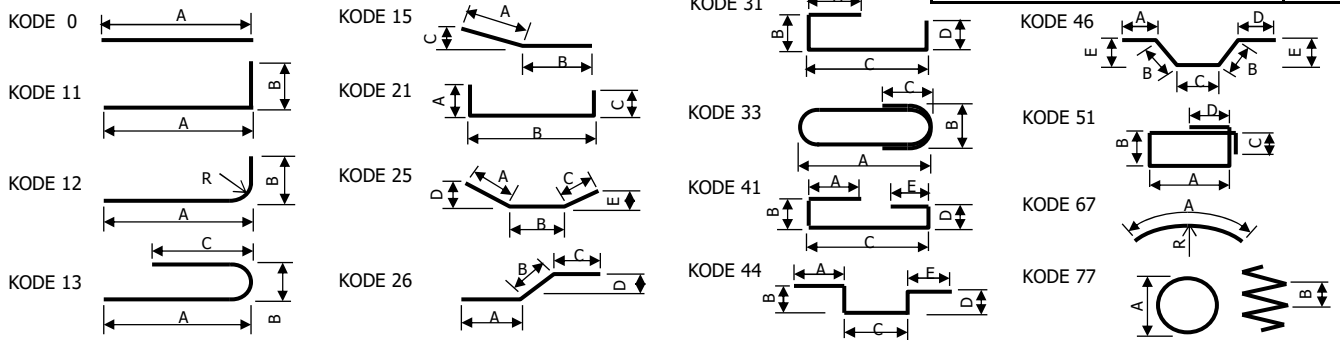 KODE 0
A
KODE 11
A
B
KODE 12
R
A
B
KODE 13
C
A
B
KODE 15
A
C
B
KODE 21
A
B
C
KODE 25
A
C
D
B
E
KODE 26
B
C
D
A
KODE 31
B
D
C
KODE 33
C
B
A
KODE 41
A
E
B
D
C
KODE 44
A
E
B
D
C
KODE 46
A
D
E
B
C
B
E
KODE 51
D
B
C
A
KODE 67
A
R
KODE 77
A
B